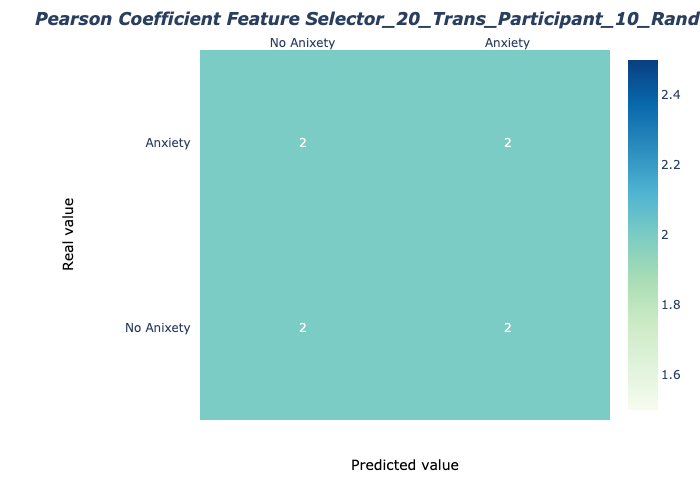 Pearson Coefficient Feature Selector_20_Trans_Participant_10_Rand
No Anixety Anxiety
Anxiety 2 2
No Anixety 2 2
2.4
2.2
2
1.8
1.6
Real value
Predicted value